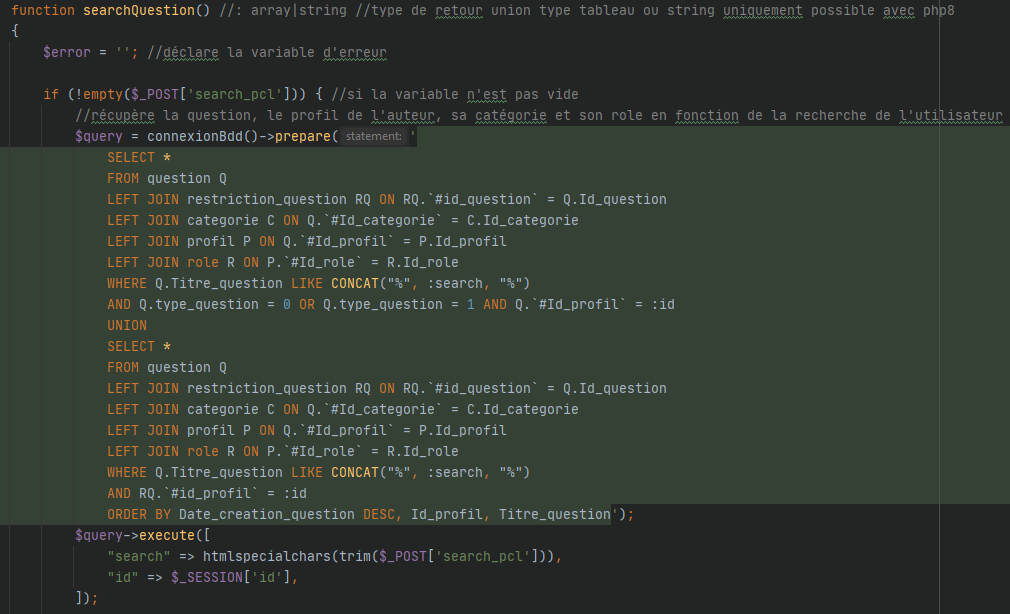 function searchQuestion() //: array|string //type de retour union type tableau ou string uniquement possible avec php8
{
    $error = ''; //déclare la variable d'erreur

    if (!empty($_POST['search_pcl'])) { //si la variable n'est pas vide
        //récupère la question, le profil de l'auteur, sa catégorie et son role en fonction de la recherche de l'utilisateur
        $query = connexionBdd()->prepare( statement: '
            SELECT *
            FROM question Q
            LEFT JOIN restriction_question RQ ON RQ.`#id_question` = Q.Id_question
            LEFT JOIN categorie C ON Q.`#Id_categorie` = C.Id_categorie
            LEFT JOIN profil P ON Q.`#Id_profil` = P.Id_profil
            LEFT JOIN role R ON P.`#Id_role` = R.Id_role
            WHERE Q.Titre_question LIKE CONCAT("%", :search, "%")
            AND Q.type_question = 0 OR Q.type_question = 1 AND Q.`#Id_profil` = :id
            UNION
            SELECT *
            FROM question Q
            LEFT JOIN restriction_question RQ ON RQ.`#id_question` = Q.Id_question
            LEFT JOIN categorie C ON Q.`#Id_categorie` = C.Id_categorie
            LEFT JOIN profil P ON Q.`#Id_profil` = P.Id_profil
            LEFT JOIN role R ON P.`#Id_role` = R.Id_role
            WHERE Q.Titre_question LIKE CONCAT("%", :search, "%")
            AND RQ.`#id_profil` = :id
            ORDER BY Date_creation_question DESC, Id_profil, Titre_question');
        $query->execute([
            "search" => htmlspecialchars(trim($_POST['search_pcl'])),
            "id" => $_SESSION['id'],
        ]);